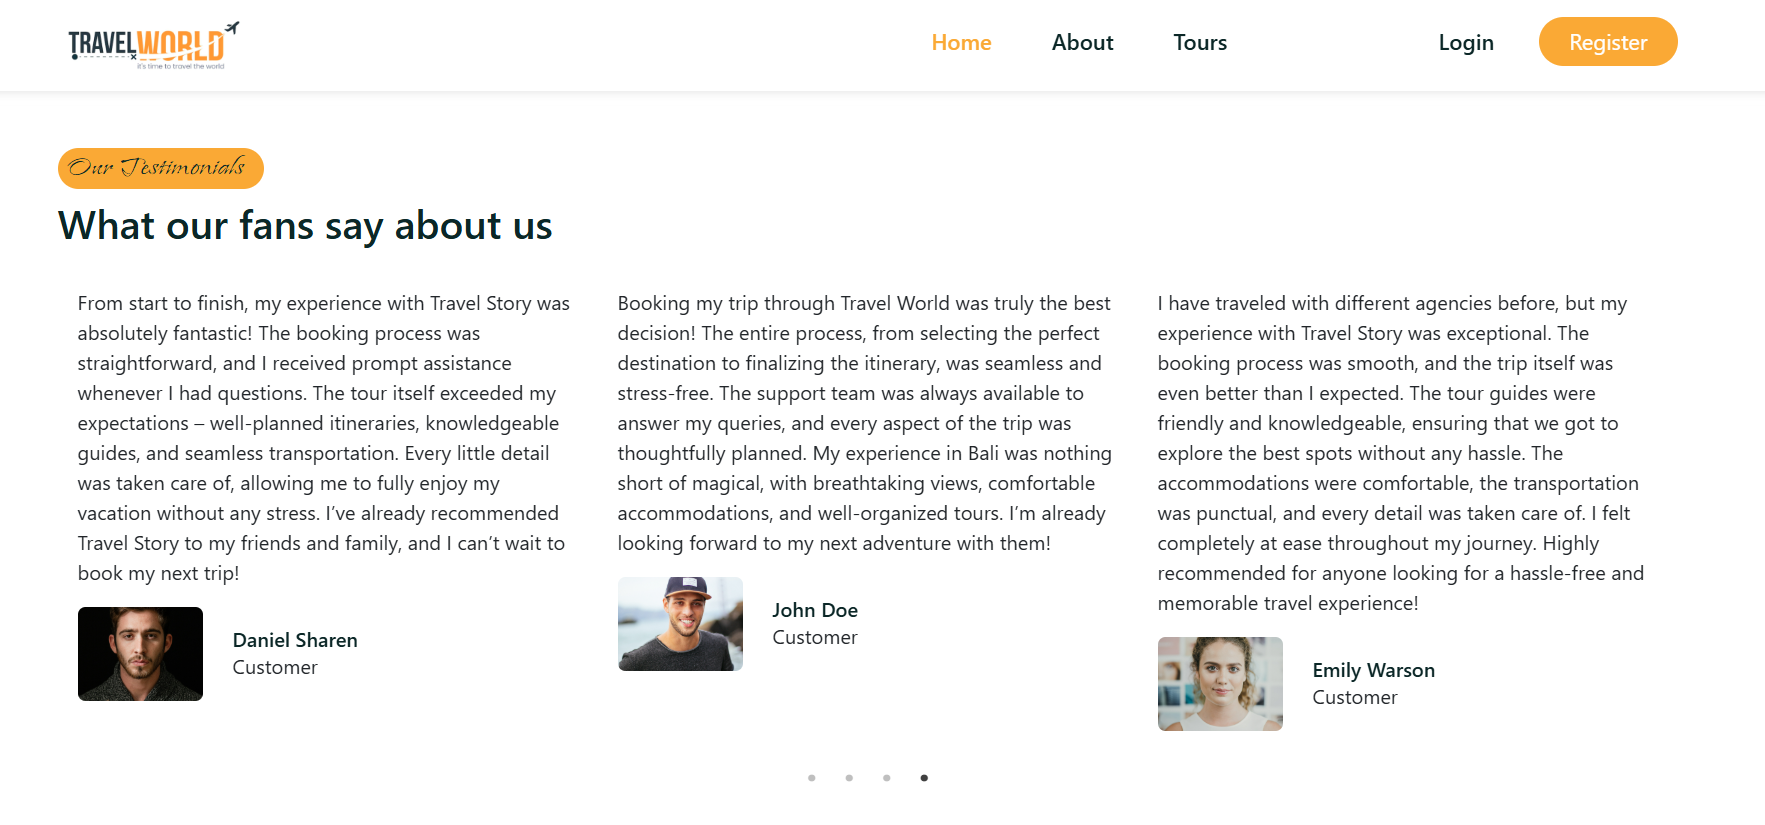 TRAVELWORLD
it's time to travel the world
Home
About
Tours
Login
Register
Our Testimonials
What our fans say about us
From start to finish, my experience with Travel Story was
absolutely fantastic! The booking process was
straightforward, and I received prompt assistance
whenever I had questions. The tour itself exceeded my
expectations – well-planned itineraries, knowledgeable
guides, and seamless transportation. Every little detail
was taken care of, allowing me to fully enjoy my
vacation without any stress. I’ve already recommended
Travel Story to my friends and family, and I can’t wait to
book my next trip!
Daniel Sharen
Customer
Booking my trip through Travel World was truly the best
decision! The entire process, from selecting the perfect
destination to finalizing the itinerary, was seamless and
stress-free. The support team was always available to
answer my queries, and every aspect of the trip was
thoughtfully planned. My experience in Bali was nothing
short of magical, with breathtaking views, comfortable
accommodations, and well-organized tours. I’m already
looking forward to my next adventure with them!
John Doe
Customer
I have traveled with different agencies before, but my
experience with Travel Story was exceptional. The
booking process was smooth, and the trip itself was
even better than I expected. The tour guides were
friendly and knowledgeable, ensuring that we got to
explore the best spots without any hassle. The
accommodations were comfortable, the transportation
was punctual, and every detail was taken care of. I felt
completely at ease throughout my journey. Highly
recommended for anyone looking for a hassle-free and
memorable travel experience!
Emily Warson
Customer